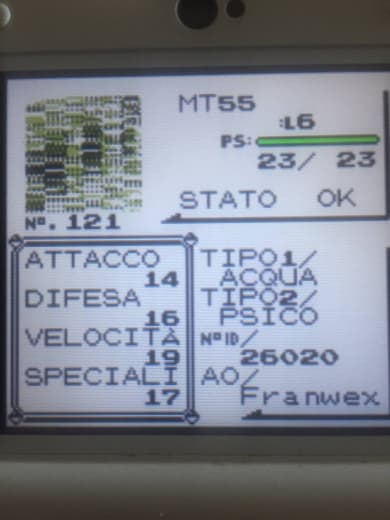 MT55
:L6
PS:
23/ 23
STATO OK
Nº. 121
ATTACCO
14
DIFESA
16
VELOCITÀ
19
SPECIALI
17
TIPO1/
ACQUA
TIPO2/
PSICO
NºID/
26020
AO/
Franwex